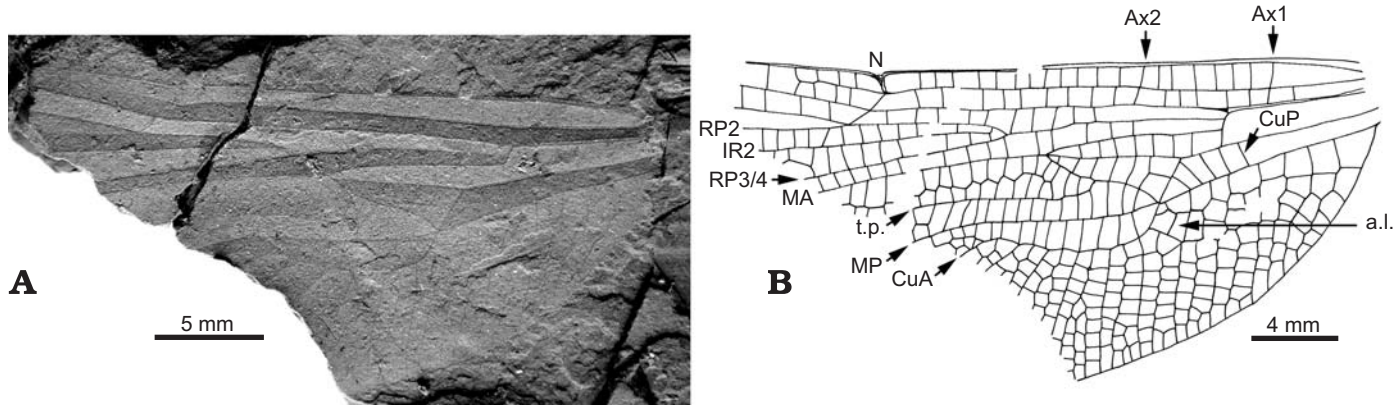 A
5 mm
Ax2
Ax1
N
CuP
RP2
IR2
RP3/4
MA
t.p.
a.l.
MP
CuA
B
4 mm